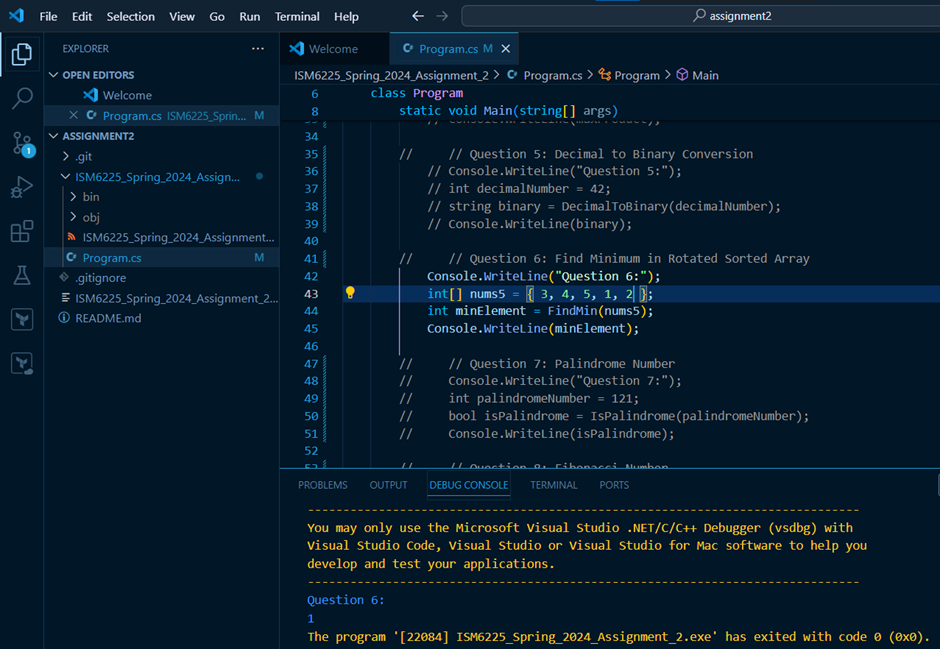 File Edit Selection View Go Run Terminal Help assignment2
EXPLORER ...
OPEN EDITORS
Welcome
Program.cs ISM6225_Sprin... M
ASSIGNMENT2
.git
ISM6225_Spring_2024_Assign...
bin
obj
ISM6225_Spring_2024_Assignment...
Program.cs M
.gitignore
ISM6225_Spring_2024_Assignment_2...
README.md
1
Welcome Program.cs M
ISM6225_Spring_2024_Assignment_2 > Program.cs > Program > Main
6 class Program
8 static void Main(string[] args)
// Console.WriteLine(maxProduct);
34
35 // // Question 5: Decimal to Binary Conversion
36 // Console.WriteLine("Question 5:");
37 // int decimalNumber = 42;
38 // string binary = DecimalToBinary(decimalNumber);
39 // Console.WriteLine(binary);
40
41 // // Question 6: Find Minimum in Rotated Sorted Array
42 Console.WriteLine("Question 6:");
43 int[] nums5 = { 3, 4, 5, 1, 2 };
44 int minElement = FindMin(nums5);
45 Console.WriteLine(minElement);
46
47 // // Question 7: Palindrome Number
48 // Console.WriteLine("Question 7:");
49 // int palindromeNumber = 121;
50 // bool isPalindrome = IsPalindrome(palindromeNumber);
51 // Console.WriteLine(isPalindrome);
52
53 // // Question 8: Fibonacci Number
PROBLEMS OUTPUT DEBUG CONSOLE TERMINAL PORTS
-------------------------------------------------------------------
You may only use the Microsoft Visual Studio .NET/C/C++ Debugger (vsdbg) with
Visual Studio Code, Visual Studio or Visual Studio for Mac software to help you
develop and test your applications.
-------------------------------------------------------------------
Question 6:
1
The program '[22084] ISM6225_Spring_2024_Assignment_2.exe' has exited with code 0 (0x0).